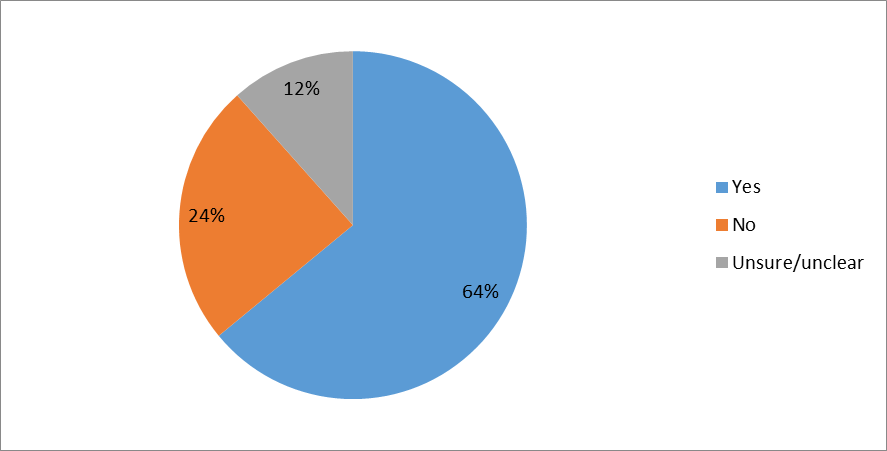 12%
24%
64%
Yes
No
Unsure/unclear